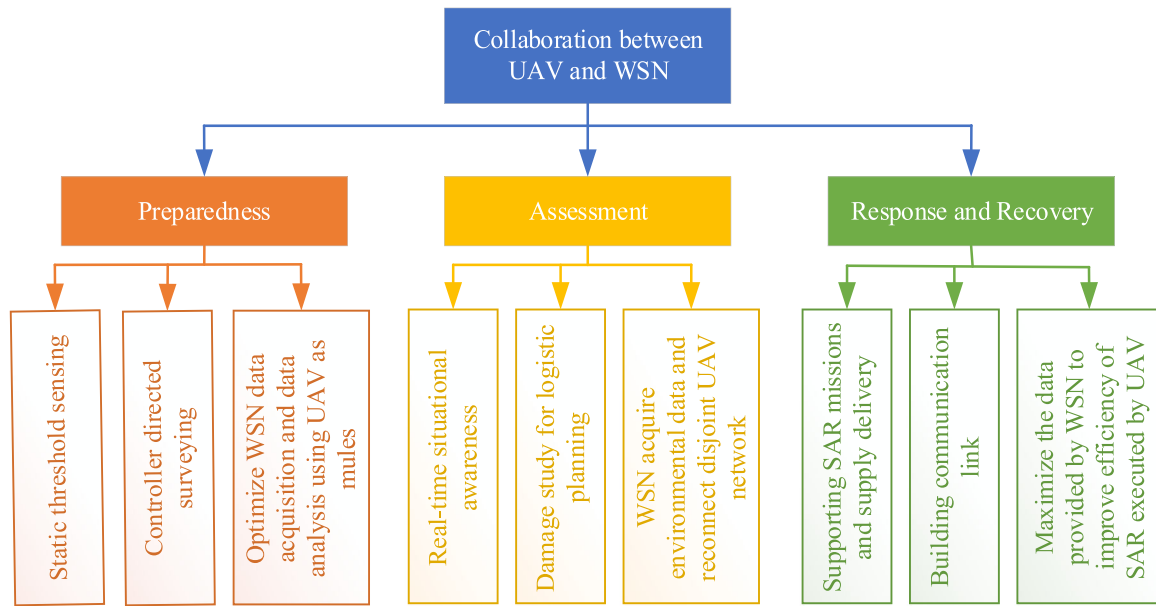 Collaboration between
UAV and WSN
Preparedness
Assessment
Response and Recovery
Static threshold sensing
Controller directed
surveying
Optimize WSN data
acquisition and data
analysis using UAV as
mules
Real-time situational
awareness
Damage study for logistic
planning
WSN acquire
environmental data and
reconnect disjoint UAV
network
Supporting SAR missions
and supply delivery
Building communication
link
Maximize the data
provided by WSN to
improve efficiency of
SAR executed by UAV